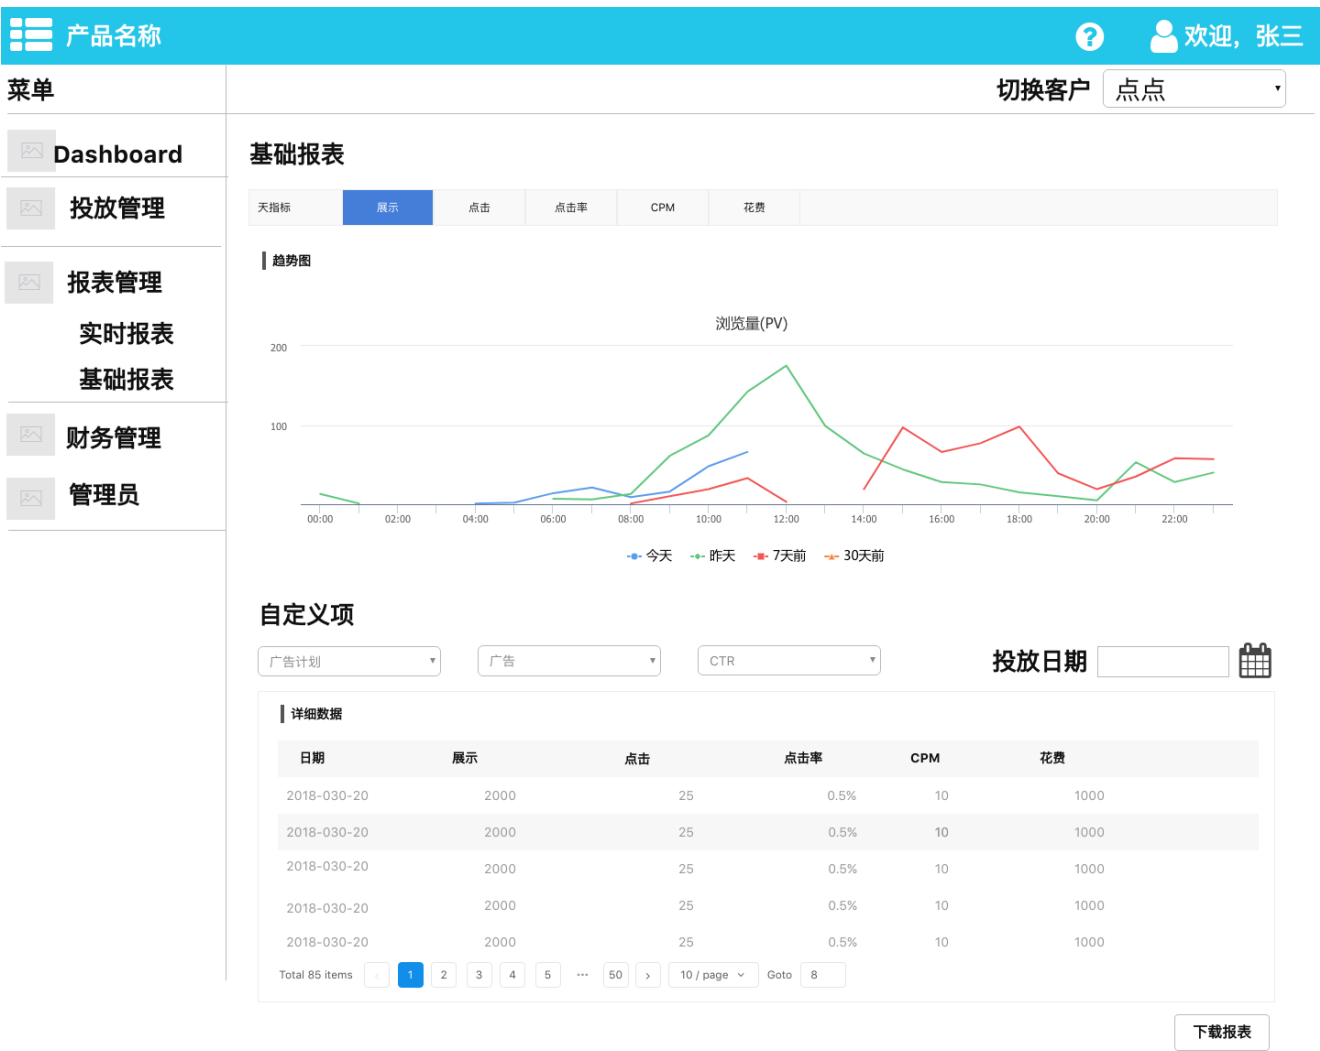 产品名称
? 欢迎，张三
菜单
切换客户 点点
Dashboard
投放管理
报表管理
实时报表
基础报表
财务管理
管理员
基础报表
天指标 展示 点击 点击率 CPM 花费
趋势图
浏览量(PV)
200
100
00:00 02:00 04:00 06:00 08:00 10:00 12:00 14:00 16:00 18:00 20:00 22:00
今天 昨天 7天前 30天前
自定义项
广告计划 广告 CTR 投放日期
详细数据
日期 展示 点击 点击率 CPM 花费
2018-030-20 2000 25 0.5% 10 1000
2018-030-20 2000 25 0.5% 10 1000
2018-030-20 2000 25 0.5% 10 1000
2018-030-20 2000 25 0.5% 10 1000
2018-030-20 2000 25 0.5% 10 1000
Total 85 items 1 2 3 4 5 ••• 50 10 / page Goto 8
下载报表